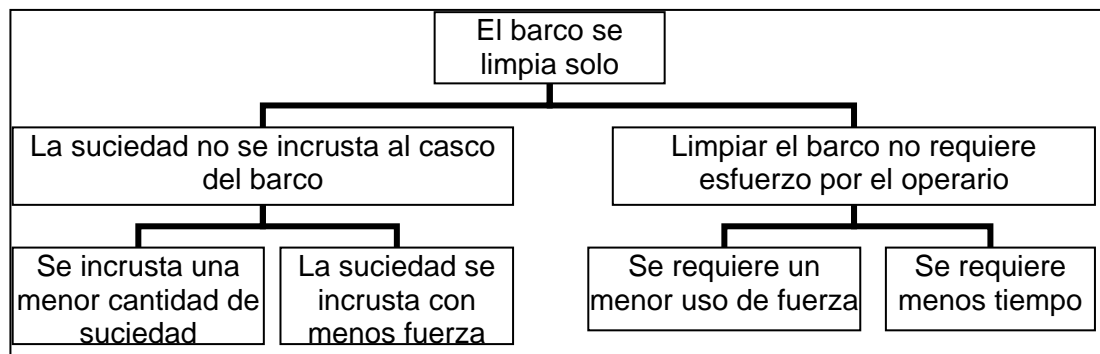 El barco se
limpia solo
La suciedad no se incrusta al casco
del barco
Limpiar el barco no requiere
esfuerzo por el operario
Se incrusta una
menor cantidad de
suciedad
La suciedad se
incrusta con
menos fuerza
Se requiere un
menor uso de fuerza
Se requiere
menos tiempo